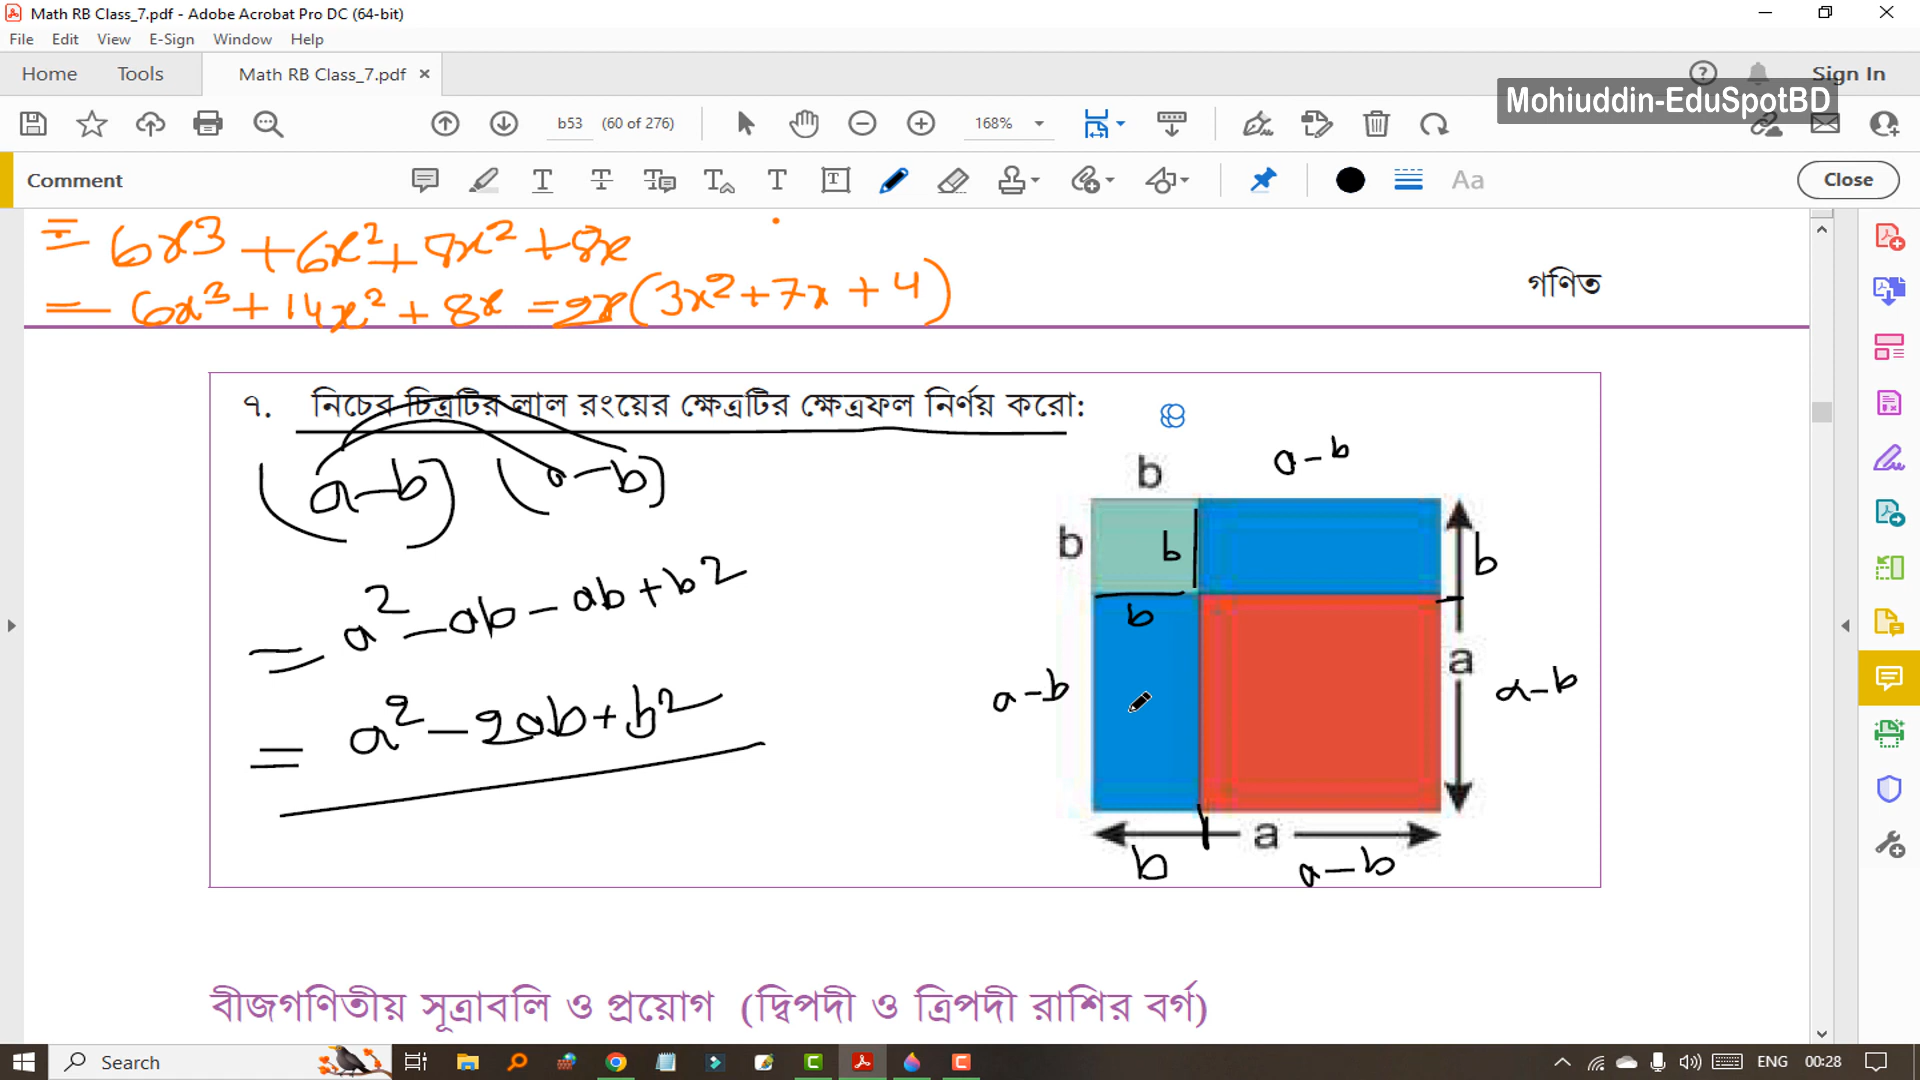 Math RB Class_7.pdf - Adobe Acrobat Pro DC (64-bit)
File Edit View E-Sign Window Help
Home Tools Math RB Class_7.pdf × Sign In
Mohiuddin-EduSpotBD
b53 (60 of 276) 168%
Comment Aa Close
= 6x3 + 6x² + 8x² + 8x
= 6x³ + 14x² + 8x = 2x(3x² + 7x + 4)
গণিত
৭. নিচের চিত্রটির লাল রংয়ের ক্ষেত্রটির ক্ষেত্রফল নির্ণয় করো:
(a-b) (a-b)
= a² - ab - ab + b2
= a² - 2ab + b2
b a-b
b b b
b
a-b a a-b
a
b a-b
বীজগণিতীয় সূত্রাবলি ও প্রয়োগ (দ্বিপদী ও ত্রিপদী রাশির বর্গ)
Search ENG 00:28